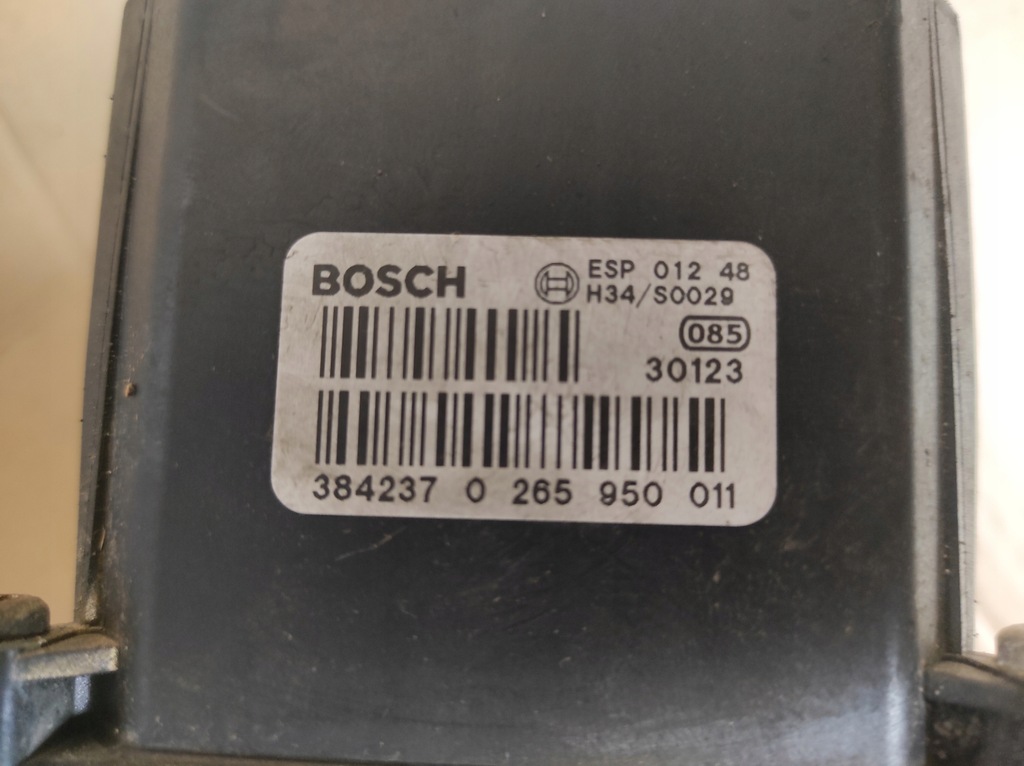 BOSCH
ESP 012 48
H34/S0029
085
30123
384237 0 265 950 011